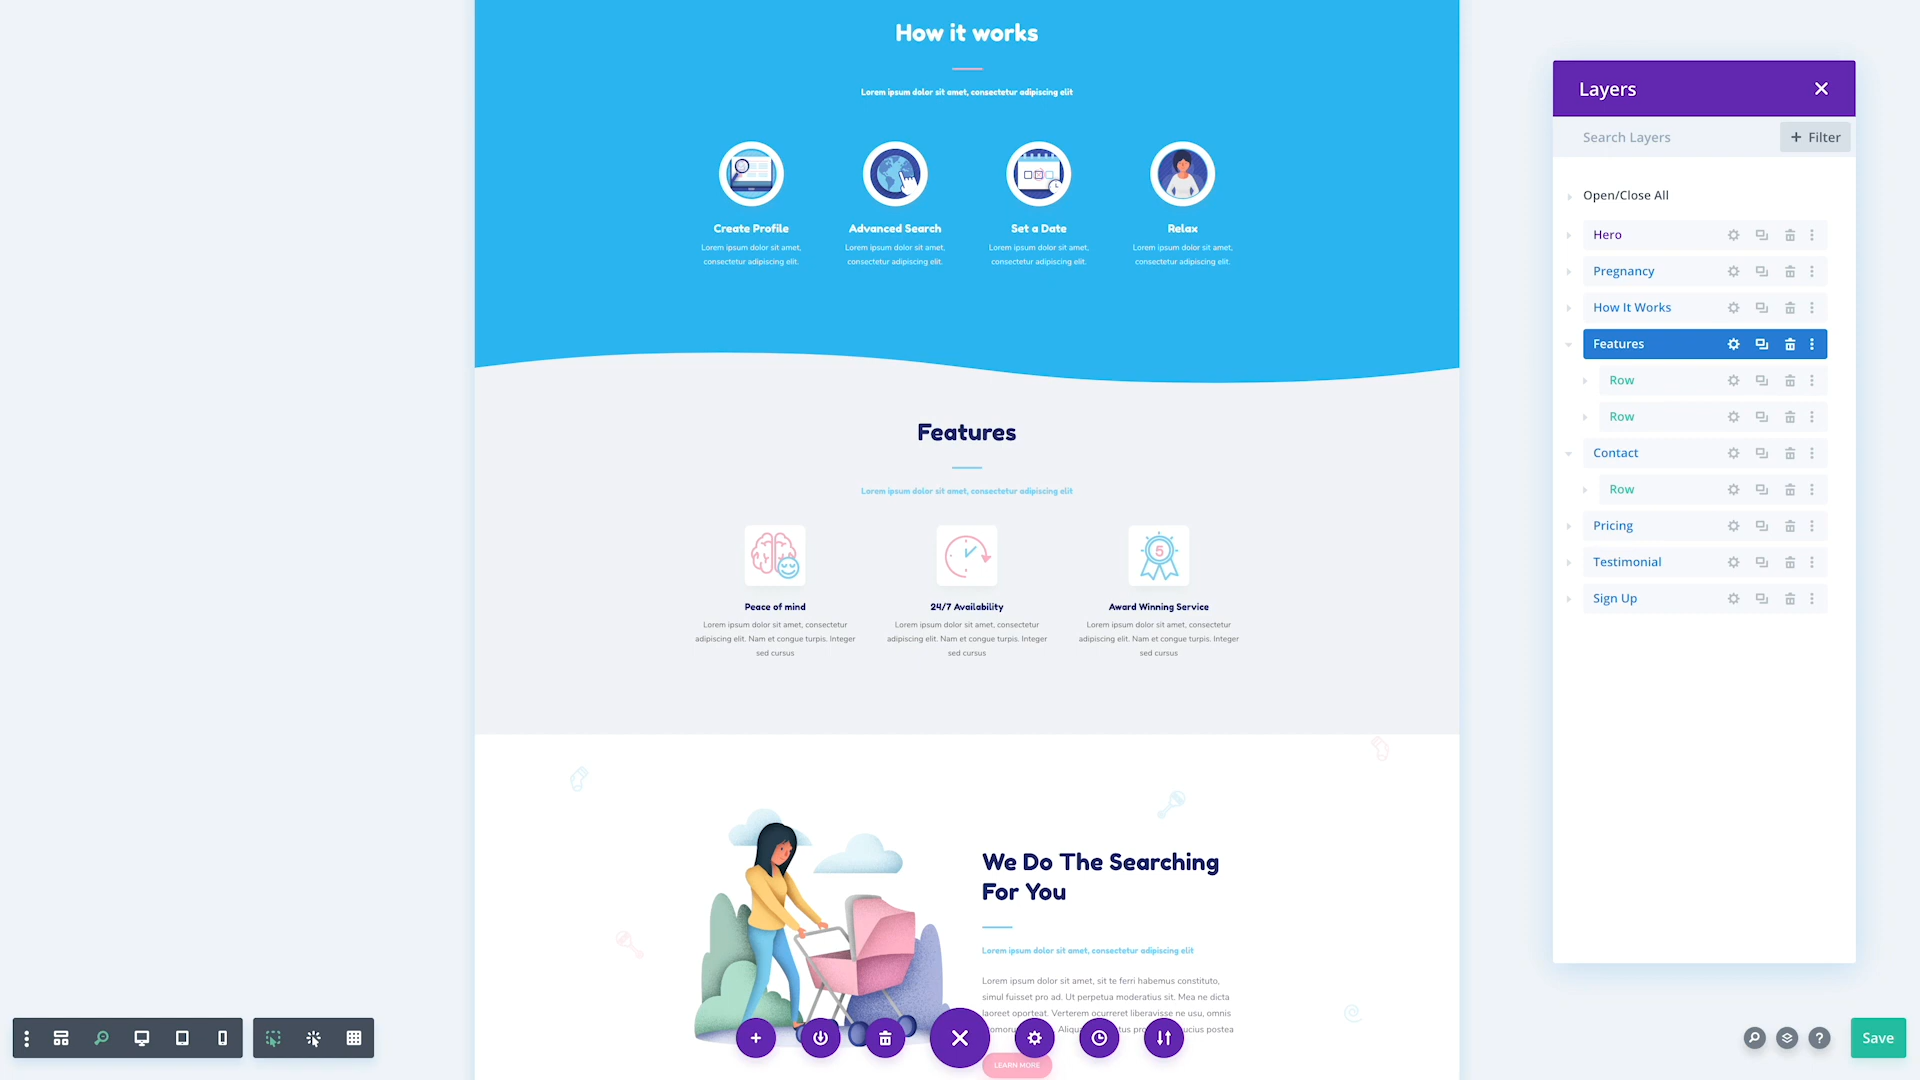 How it works
Lorem ipsum dolor sit amet, consectetur adipiscing elit
Create Profile
Lorem ipsum dolor sit amet,
consectetur adipiscing elit.
Advanced Search
Lorem ipsum dolor sit amet,
consectetur adipiscing elit.
Set a Date
Lorem ipsum dolor sit amet,
consectetur adipiscing elit.
Relax
Lorem ipsum dolor sit amet,
consectetur adipiscing elit.
Features
Lorem ipsum dolor sit amet, consectetur adipiscing elit
5
Peace of mind
Lorem ipsum dolor sit amet, consectetur
adipiscing elit. Nam et congue turpis. Integer
sed cursus
24/7 Availability
Lorem ipsum dolor sit amet, consectetur
adipiscing elit. Nam et congue turpis. Integer
sed cursus
Award Winning Service
Lorem ipsum dolor sit amet, consectetur
adipiscing elit. Nam et congue turpis. Integer
sed cursus
We Do The Searching
For You
Lorem ipsum dolor sit amet, consectetur adipiscing elit
Lorem ipsum dolor sit amet, sit te ferri habemus constituto,
simul fuisset pro ad. Ut perpetua moderatius sit. Mea ne dicta
laoreet oporteat. Verterem ocurreret liberavisse ne usu, omnis
postea
LEARN MORE
Layers
Search Layers
+ Filter
Open/Close All
Hero
Pregnancy
How It Works
Features
Row
Row
Contact
Row
Pricing
Testimonial
Sign Up
?
Save